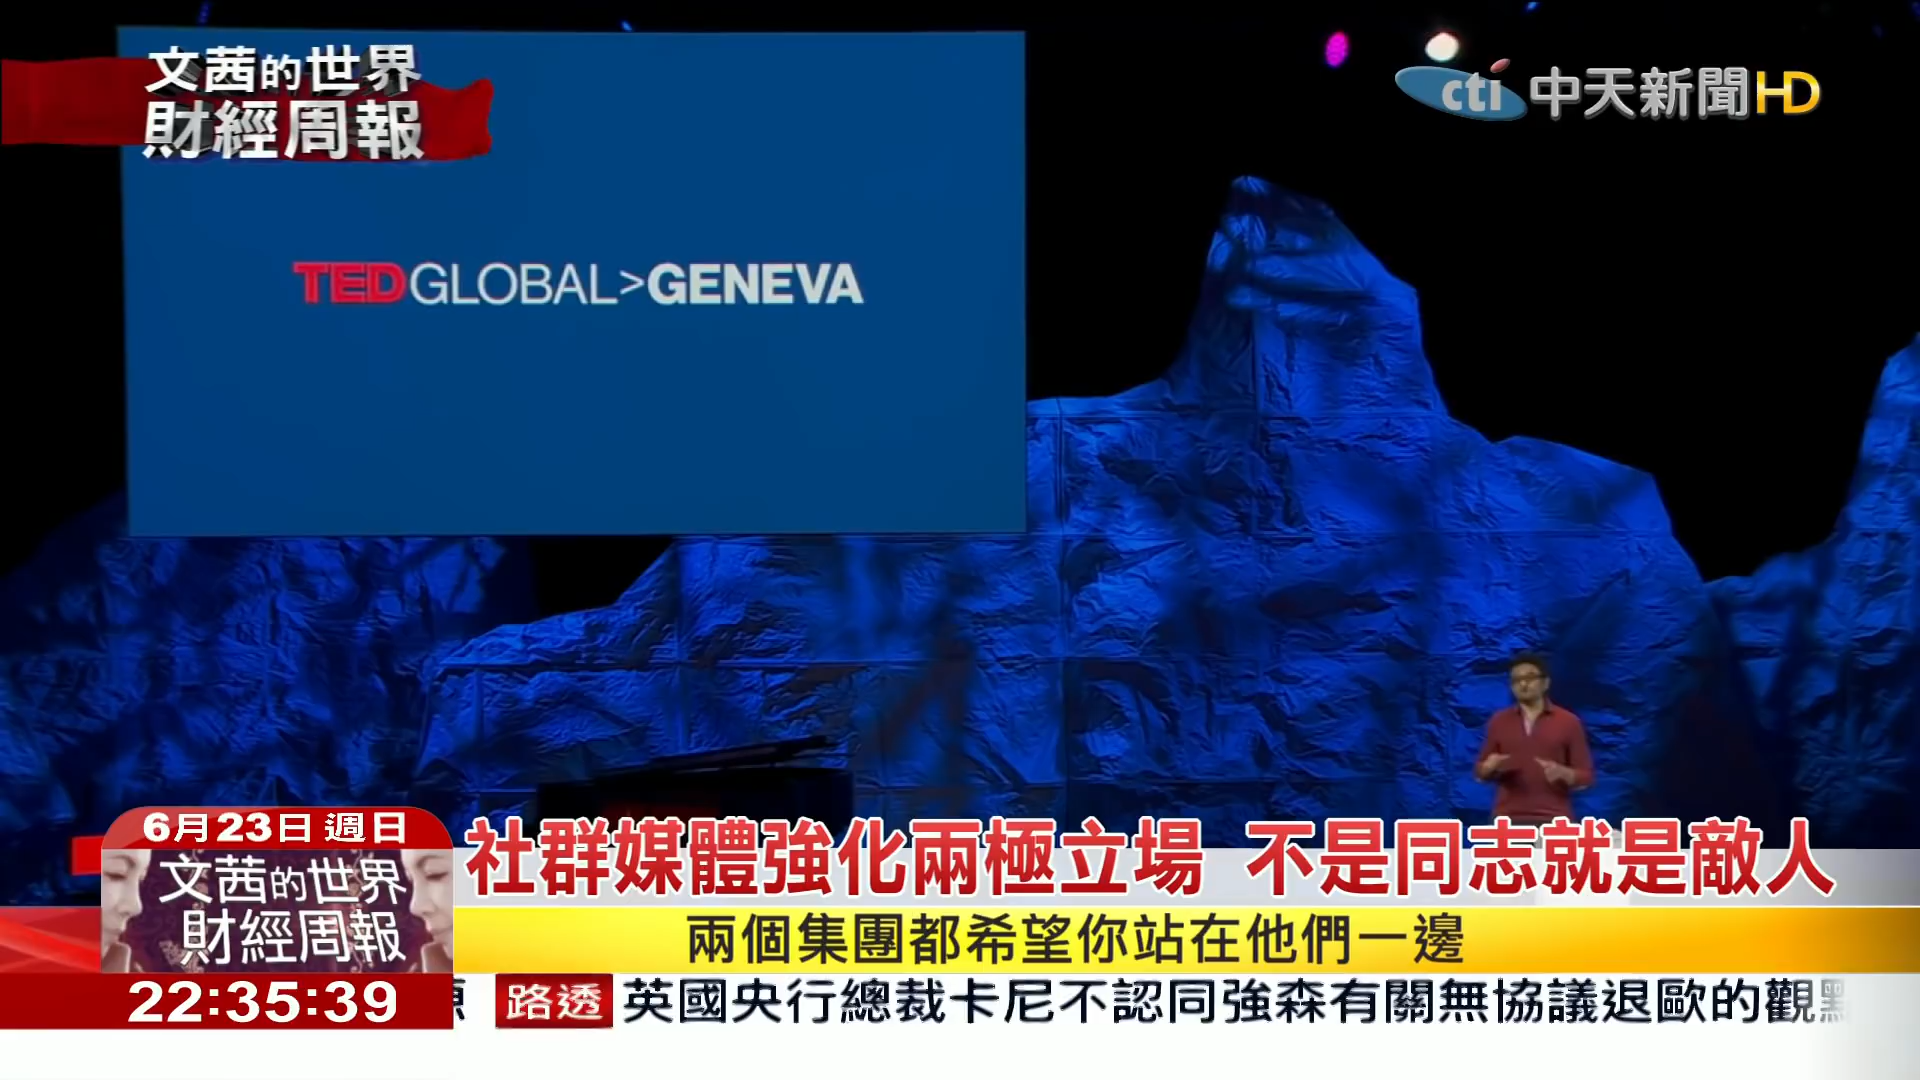 文茜的世界
財經周報
cti 中天新聞HD
TEDGLOBAL>GENEVA
6月23日 週日
文茜的世界
財經周報
22:35:39
社群媒體強化兩極立場 不是同志就是敵人
兩個集團都希望你站在他們一邊
路透 英國央行總裁卡尼不認同強森有關無協議退歐的觀